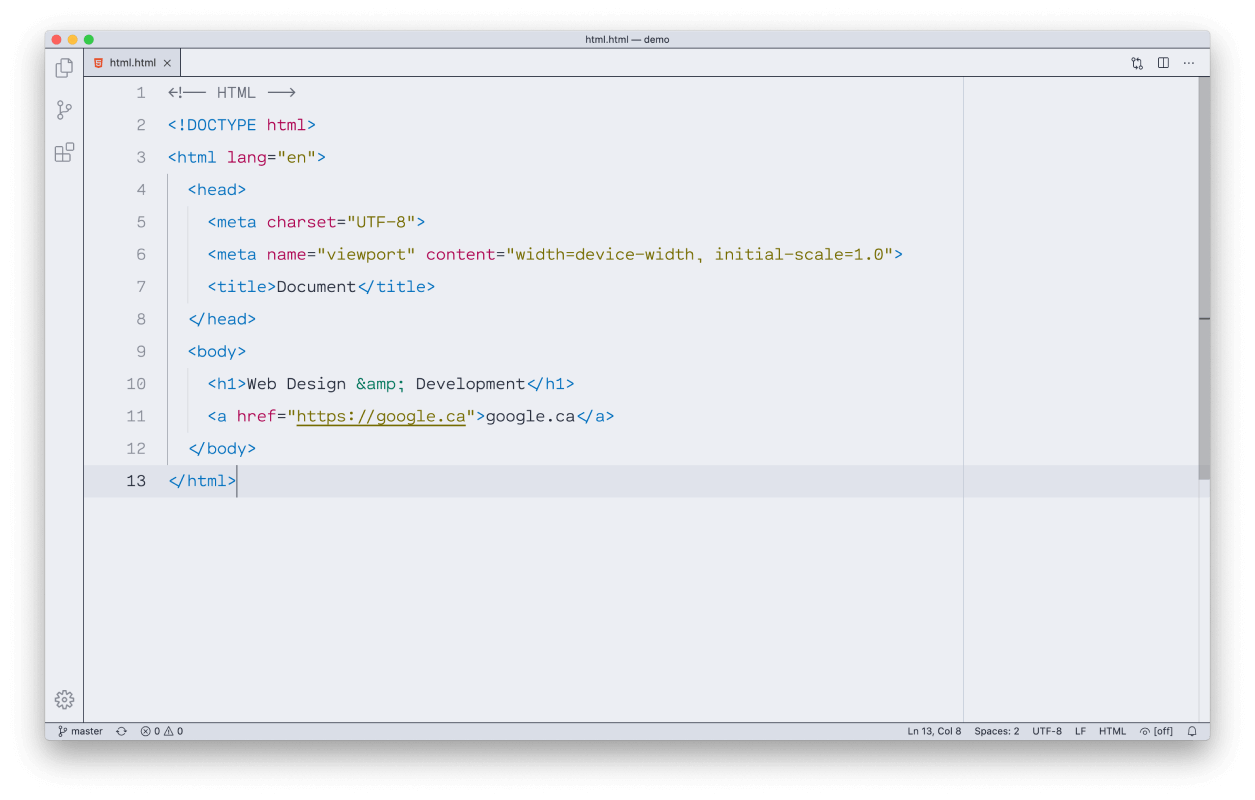 html.html — demo
html.html
1 <!-- HTML -->
2 <!DOCTYPE html>
3 <html lang="en">
4   <head>
5     <meta charset="UTF-8">
6     <meta name="viewport" content="width=device-width, initial-scale=1.0">
7     <title>Document</title>
8   </head>
9   <body>
10     <h1>Web Design &amp; Development</h1>
11     <a href="https://google.ca">google.ca</a>
12   </body>
13 </html>
master 0 0 Ln 13, Col 8 Spaces: 2 UTF-8 LF HTML [off]